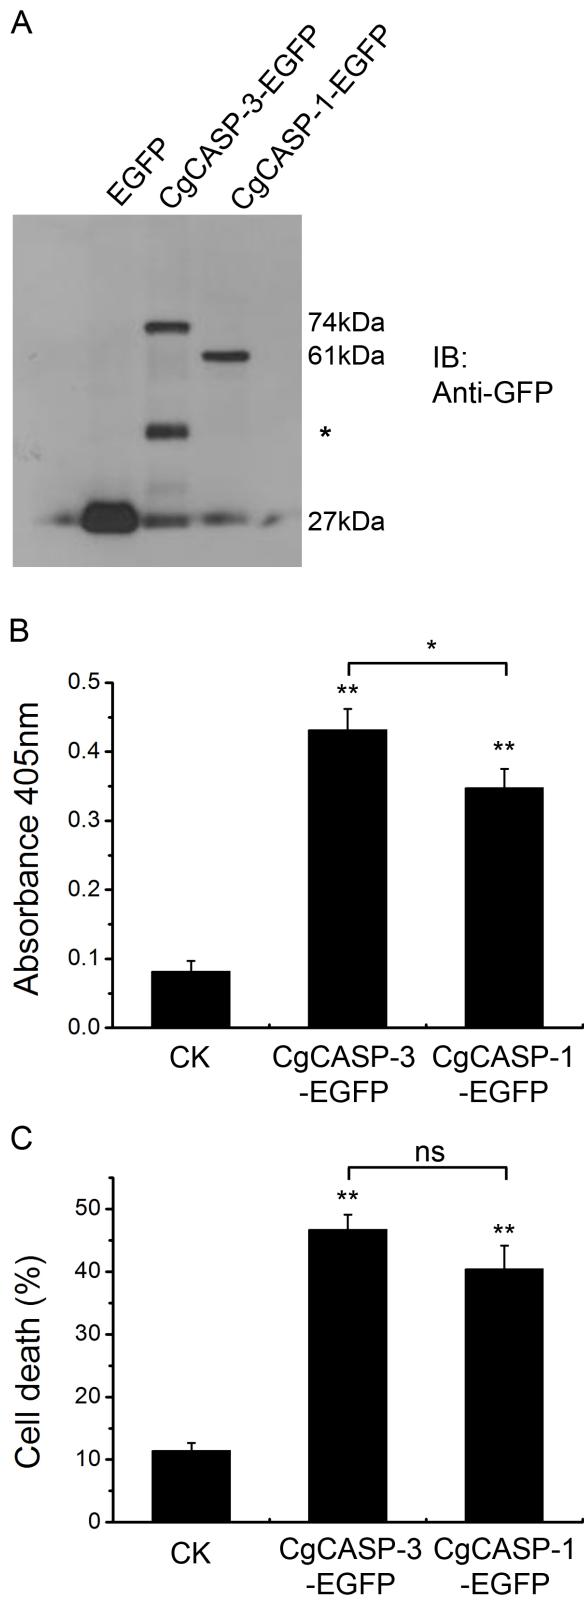 A
EGFP
CgCASP-3-EGFP
CgCASP-1-EGFP
74kDa
61kDa
IB:
Anti-GFP
*
27kDa
B
*
**
**
0.5
0.4
0.3
0.2
0.1
0.0
Absorbance 405nm
CK
CgCASP-3
-EGFP
CgCASP-1
-EGFP
C
ns
**
**
50
40
30
20
10
0
Cell death (%)
CK
CgCASP-3
-EGFP
CgCASP-1
-EGFP